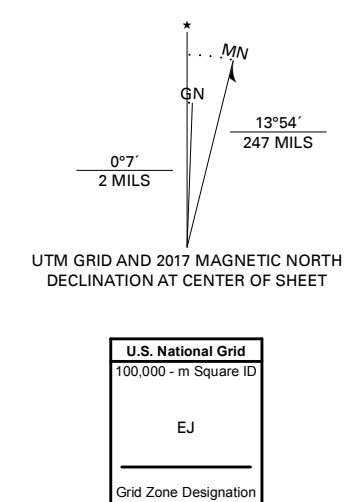 ★
MN
GN
13°54´
247 MILS
0°7´
2 MILS
UTM GRID AND 2017 MAGNETIC NORTH
DECLINATION AT CENTER OF SHEET
U.S. National Grid
100,000 - m Square ID
EJ
Grid Zone Designation